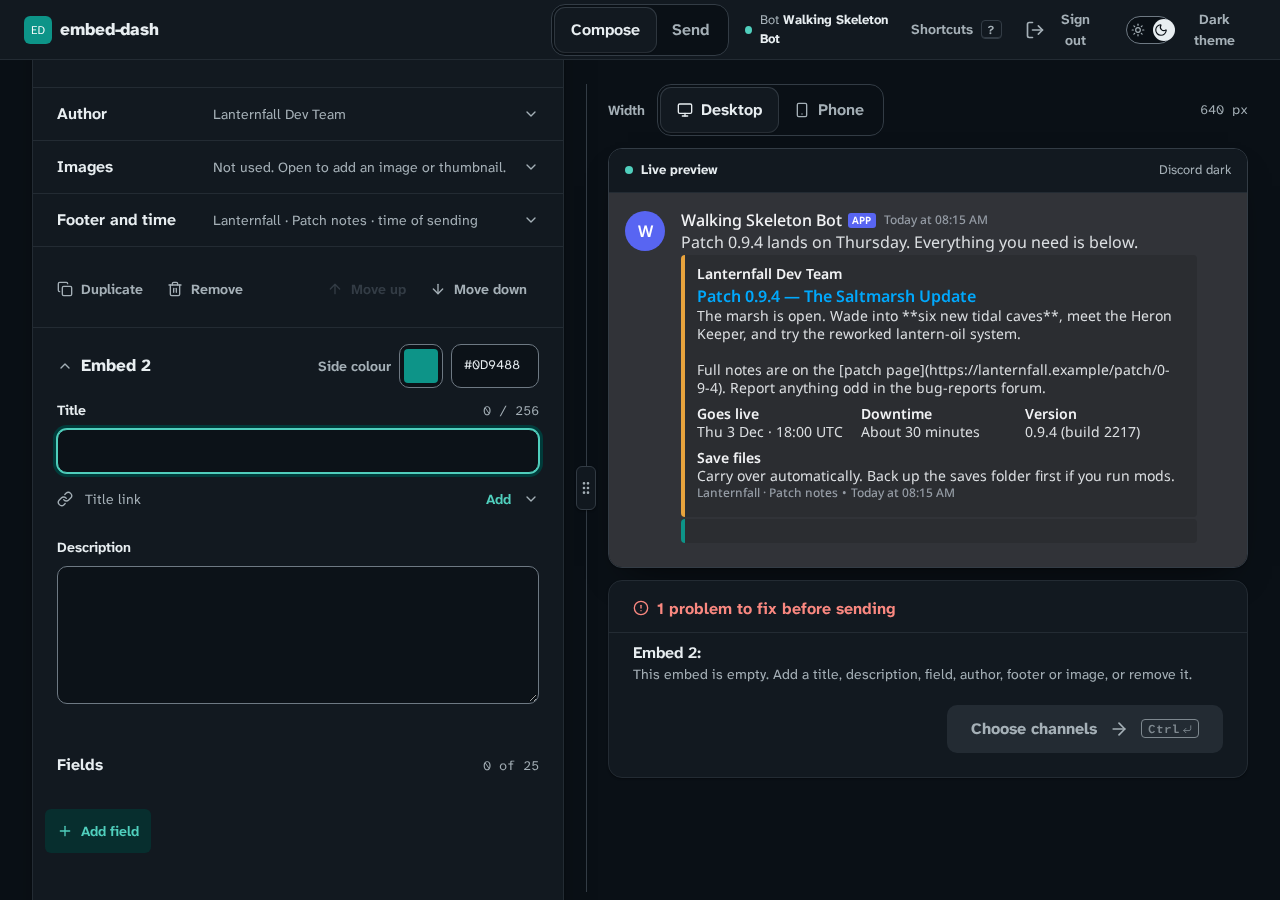 ED embed-dash
Compose Send
Bot Walking Skeleton
Bot
Shortcuts ?
Sign
out
Dark
theme
Author Lanternfall Dev Team
Images Not used. Open to add an image or thumbnail.
Footer and time Lanternfall · Patch notes · time of sending
Duplicate Remove Move up Move down
Embed 2 Side colour #0D9488
Title 0 / 256
Title link Add
Description
Fields 0 of 25
Add field
Width Desktop Phone 640 px
Live preview Discord dark
W
Walking Skeleton Bot APP Today at 08:15 AM
Patch 0.9.4 lands on Thursday. Everything you need is below.
Lanternfall Dev Team
Patch 0.9.4 — The Saltmarsh Update
The marsh is open. Wade into **six new tidal caves**, meet the Heron
Keeper, and try the reworked lantern-oil system.
Full notes are on the [patch page](https://lanternfall.example/patch/0-
9-4). Report anything odd in the bug-reports forum.
Goes live Downtime Version
Thu 3 Dec · 18:00 UTC About 30 minutes 0.9.4 (build 2217)
Save files
Carry over automatically. Back up the saves folder first if you run mods.
Lanternfall · Patch notes • Today at 08:15 AM
1 problem to fix before sending
Embed 2:
This embed is empty. Add a title, description, field, author, footer or image, or remove it.
Choose channels Ctrl